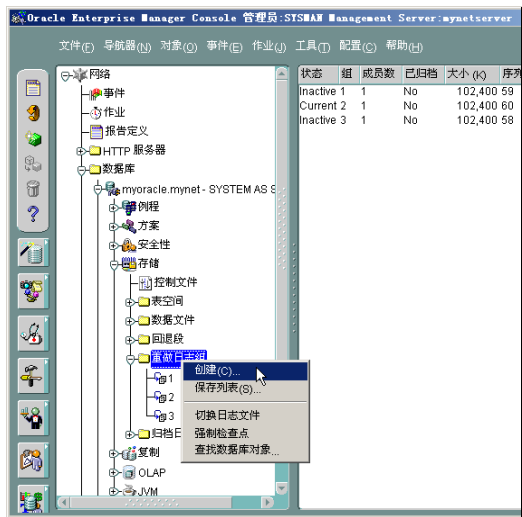 Oracle Enterprise Manager Console 管理员:SYSMAN Management Server:mynetserver
文件(F) 导航器(N) 对象(O) 事件(E) 作业(J) 工具(T) 配置(C) 帮助(H)
网络
事件
作业
报告定义
HTTP 服务器
数据库
myoracle.mynet - SYSTEM AS S
例程
方案
安全性
存储
控制文件
表空间
数据文件
回退段
重做日志组
1
2
3
归档日
复制
OLAP
JVM
状态 组 成员数 已归档 大小 (K) 序列
Inactive 1 1 No 102,400 59
Current 2 1 No 102,400 60
Inactive 3 1 No 102,400 58
创建(C)...
保存列表(S)...
切换日志文件
强制检查点
查找数据库对象...